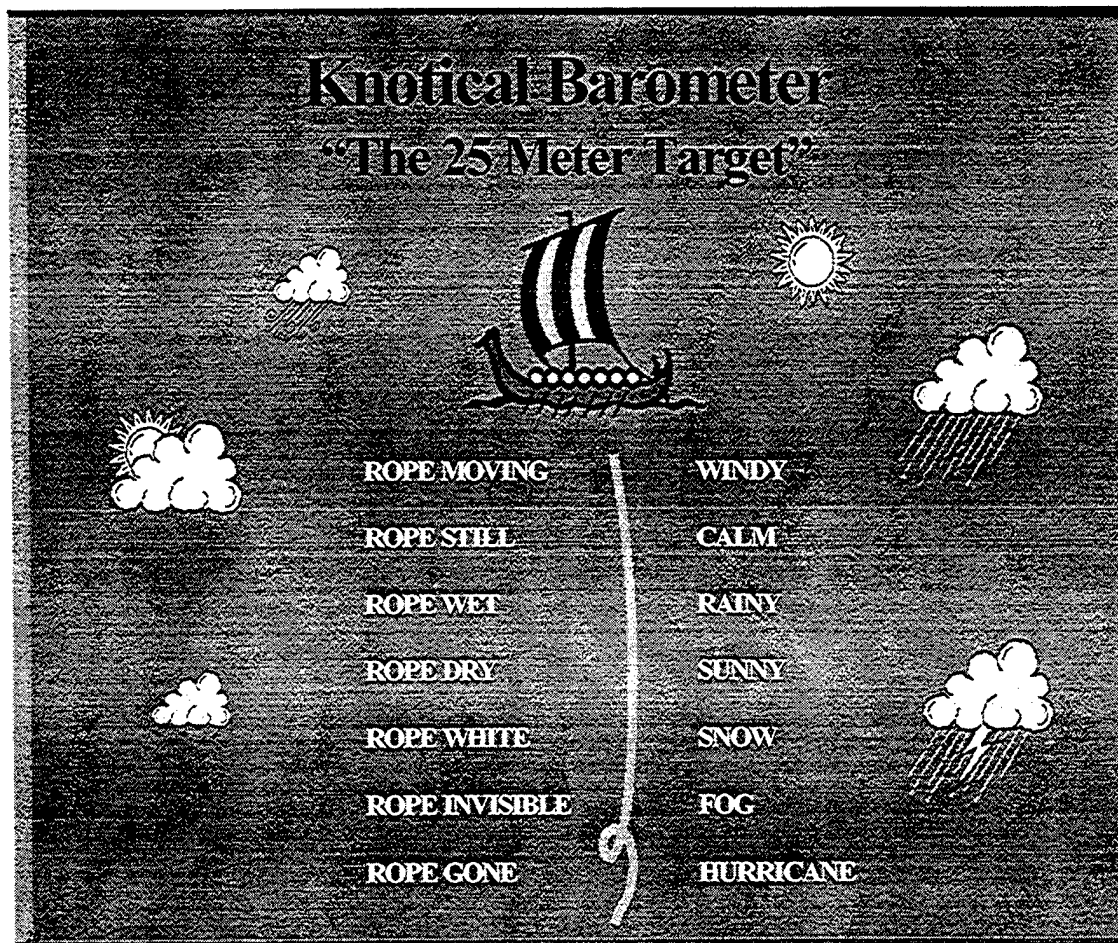 Knotical Barometer
“The 25 Meter Target”
ROPE MOVING WINDY
ROPE STILL CALM
ROPE WET RAINY
ROPE DRY SUNNY
ROPE WHITE SNOW
ROPE INVISIBLE FOG
ROPE GONE HURRICANE